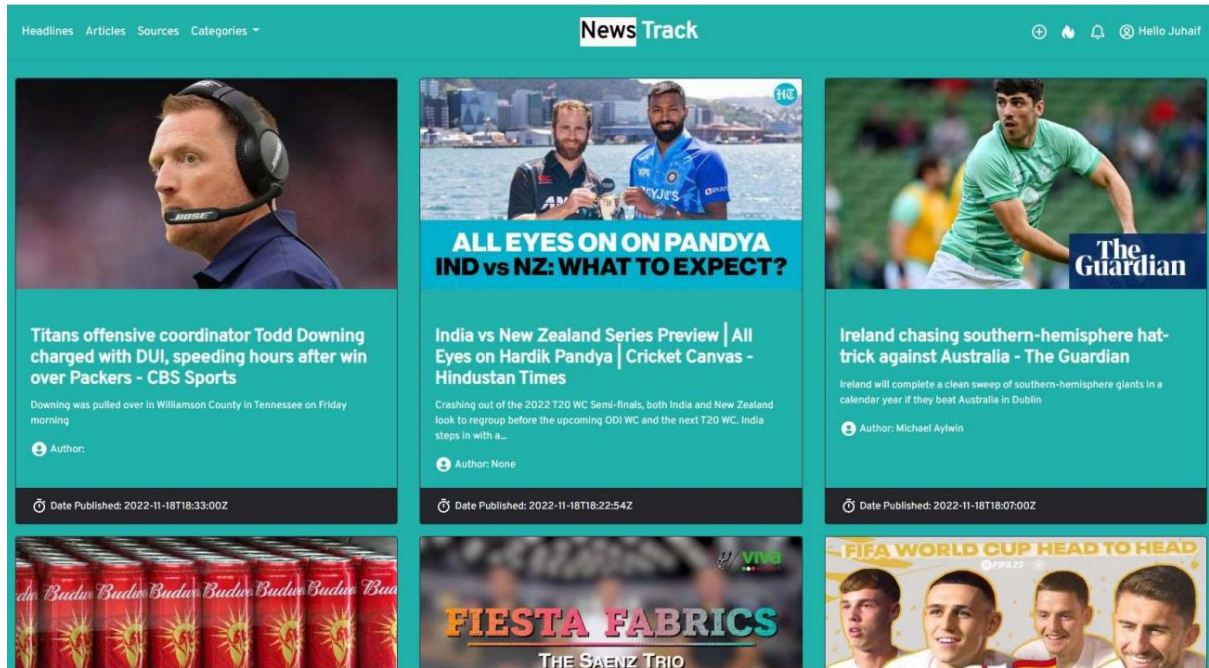 Headlines Articles Sources Categories
News Track
Hello Juhaif
BOSE
HT
ALL EYES ON ON PANDYA
IND vs NZ: WHAT TO EXPECT?
The
Guardian
Titans offensive coordinator Todd Downing
charged with DUI, speeding hours after win
over Packers - CBS Sports
Downing was pulled over in Williamson County in Tennessee on Friday
morning
Author:
Date Published: 2022-11-18T18:33:00Z
India vs New Zealand Series Preview | All
Eyes on Hardik Pandya | Cricket Canvas -
Hindustan Times
Crashing out of the 2022 T20 WC Semi-finals, both India and New Zealand
look to regroup before the upcoming ODI WC and the next T20 WC. India
steps in with a...
Author: None
Date Published: 2022-11-18T18:22:54Z
Ireland chasing southern-hemisphere hat-
trick against Australia - The Guardian
Ireland will complete a clean sweep of southern-hemisphere giants in a
calendar year if they beat Australia in Dublin
Author: Michael Aylwin
Date Published: 2022-11-18T18:07:00Z
viva
FIESTA FABRICS
THE SAENZ TRIO
FIFA WORLD CUP HEAD TO HEAD
FIFA 23